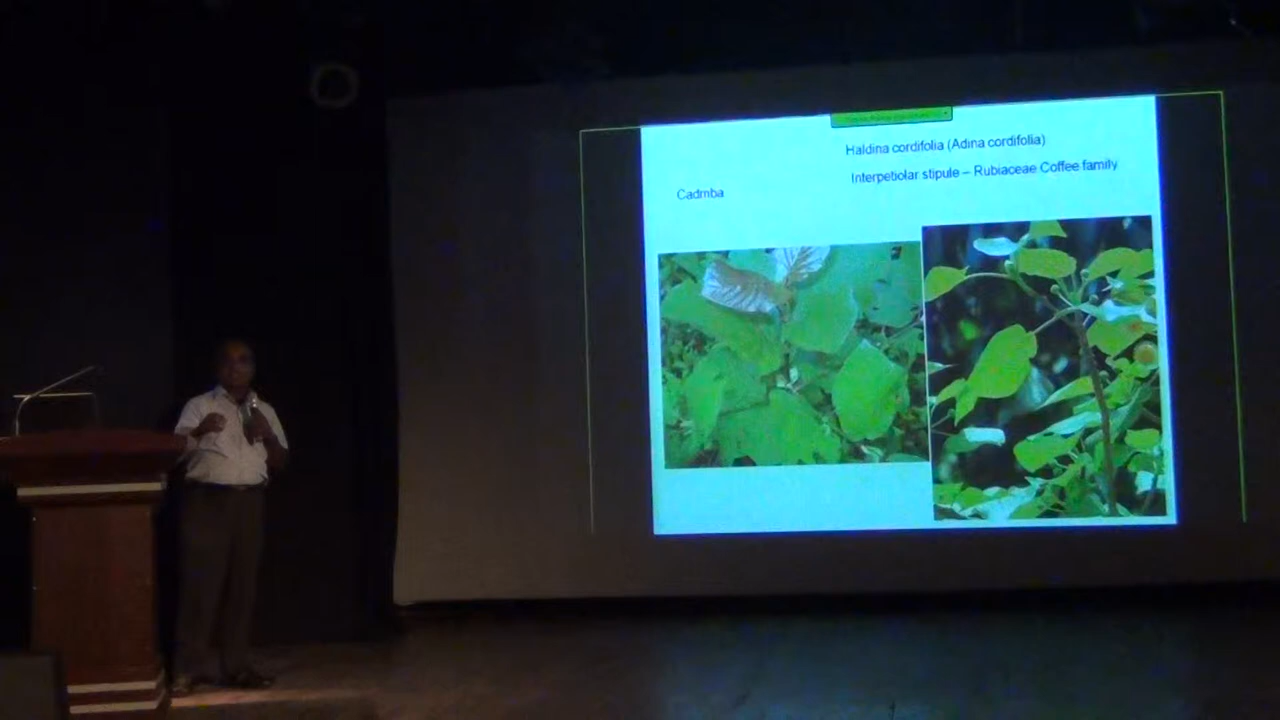 Haldina cordifolia (Adina cordifolia)
Interpetiolar stipule – Rubiaceae Coffee family
Cadmba